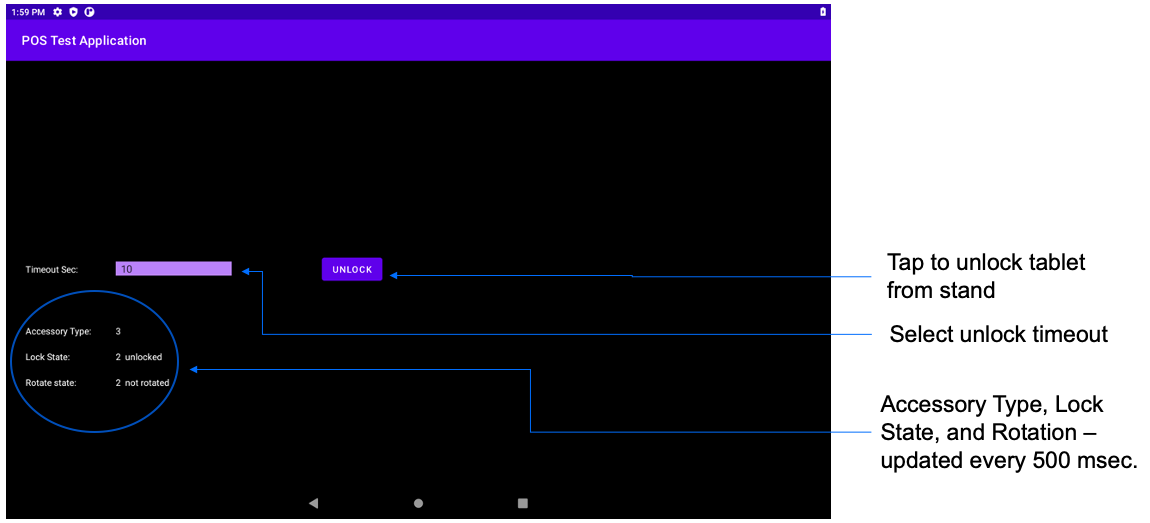 1:59 PM
POS Test Application
Timeout Sec: 10 UNLOCK
Tap to unlock tablet
from stand
Select unlock timeout
Accessory Type: 3
Lock State: 2 unlocked
Rotate state: 2 not rotated
Accessory Type, Lock
State, and Rotation –
updated every 500 msec.